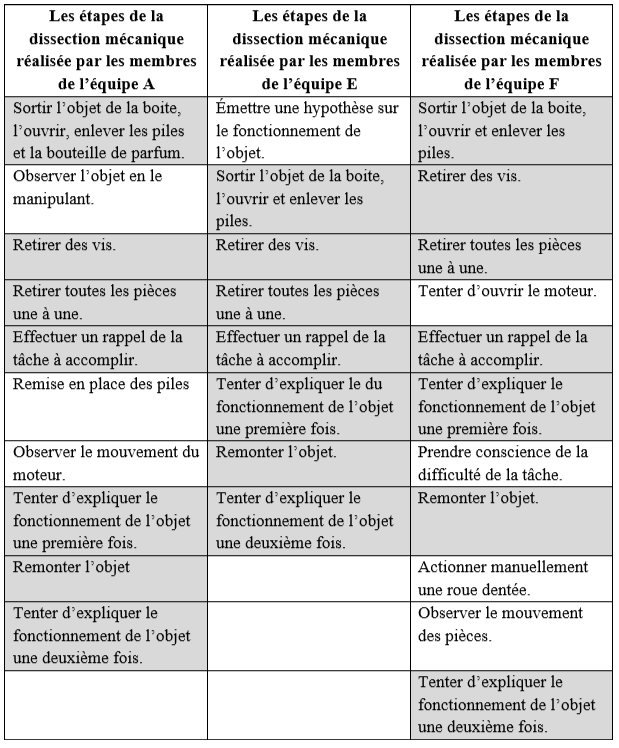 Les étapes de la
dissection mécanique
réalisée par les membres
de l'équipe A
Les étapes de la
dissection mécanique
réalisée par les membres
de l'équipe E
Les étapes de la
dissection mécanique
réalisée par les membres
de l'équipe F
Sortir l'objet de la boite,
l'ouvrir, enlever les piles
et la bouteille de parfum.
Émettre une hypothèse sur
le fonctionnement de
l'objet.
Sortir l'objet de la boite,
l'ouvrir et enlever les
piles.
Observer l'objet en le
manipulant.
Sortir l'objet de la boite,
l'ouvrir et enlever les
piles.
Retirer des vis.
Retirer des vis.
Retirer des vis.
Retirer toutes les pièces
une à une.
Retirer toutes les pièces
une à une.
Retirer toutes les pièces
une à une.
Tenter d'ouvrir le moteur.
Effectuer un rappel de la
tâche à accomplir.
Effectuer un rappel de la
tâche à accomplir.
Effectuer un rappel de la
tâche à accomplir.
Remise en place des piles
Tenter d'expliquer le du
fonctionnement de l'objet
une première fois.
Tenter d'expliquer le
fonctionnement de l'objet
une première fois.
Observer le mouvement du
moteur.
Remonter l'objet.
Prendre conscience de la
difficulté de la tâche.
Tenter d'expliquer le
fonctionnement de l'objet
une première fois.
Tenter d'expliquer le
fonctionnement de l'objet
une deuxième fois.
Remonter l'objet.
Remonter l'objet
Actionner manuellement
une roue dentée.
Tenter d'expliquer le
fonctionnement de l'objet
une deuxième fois.
Observer le mouvement
des pièces.
Tenter d'expliquer le
fonctionnement de l'objet
une deuxième fois.